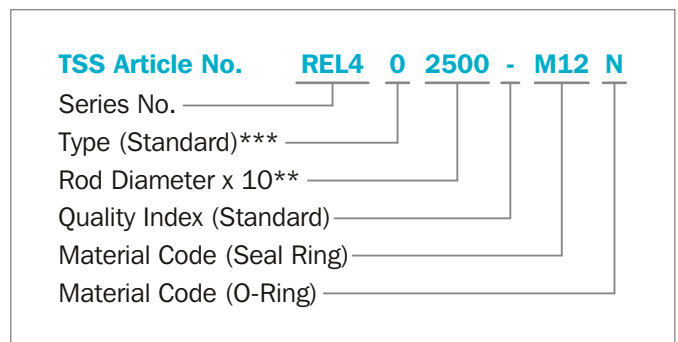 TSS Article No. REL4 0 2500 - M12 N
Series No.
Type (Standard)***
Rod Diameter x 10**
Quality Index (Standard)
Material Code (Seal Ring)
Material Code (O-Ring)